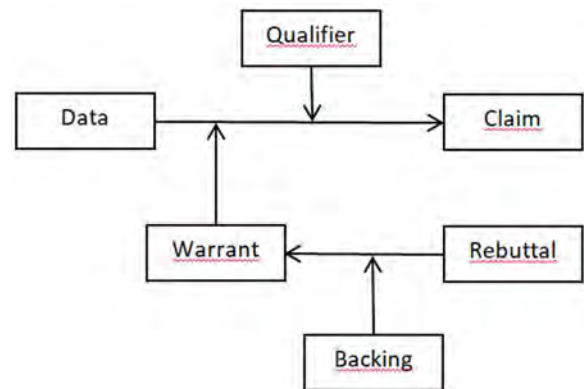 Qualifier
Data
Claim
Warrant
Rebuttal
Backing